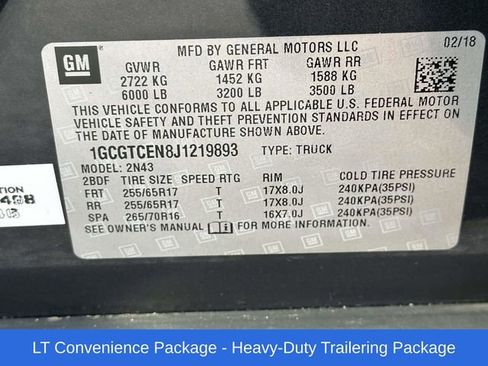 GM
MFD BY GENERAL MOTORS LLC
02/18
GVWR GAWR FRT GAWR RR
2722 KG 1452 KG 1588 KG
6000 LB 3200 LB 3500 LB
THIS VEHICLE CONFORMS TO ALL APPLICABLE U.S. FEDERAL MOTOR
VEHICLE SAFETY AND THEFT PREVENTION STANDARDS IN EFFECT ON
THE DATE OF MANUFACTURE SHOWN ABOVE.
1GCGTCEN8J1219893 TYPE: TRUCK
MODEL: 2N43
2BDF TIRE SIZE SPEED RTG RIM COLD TIRE PRESSURE
FRT 255/65R17 T 17X8.0J 240KPA(35PSI)
RR 255/65R17 T 17X8.0J 240KPA(35PSI)
SPA 265/70R16 T 16X7.0J 240KPA(35PSI)
SEE OWNER'S MANUAL FOR MORE INFORMATION.
LT Convenience Package - Heavy-Duty Trailering Package